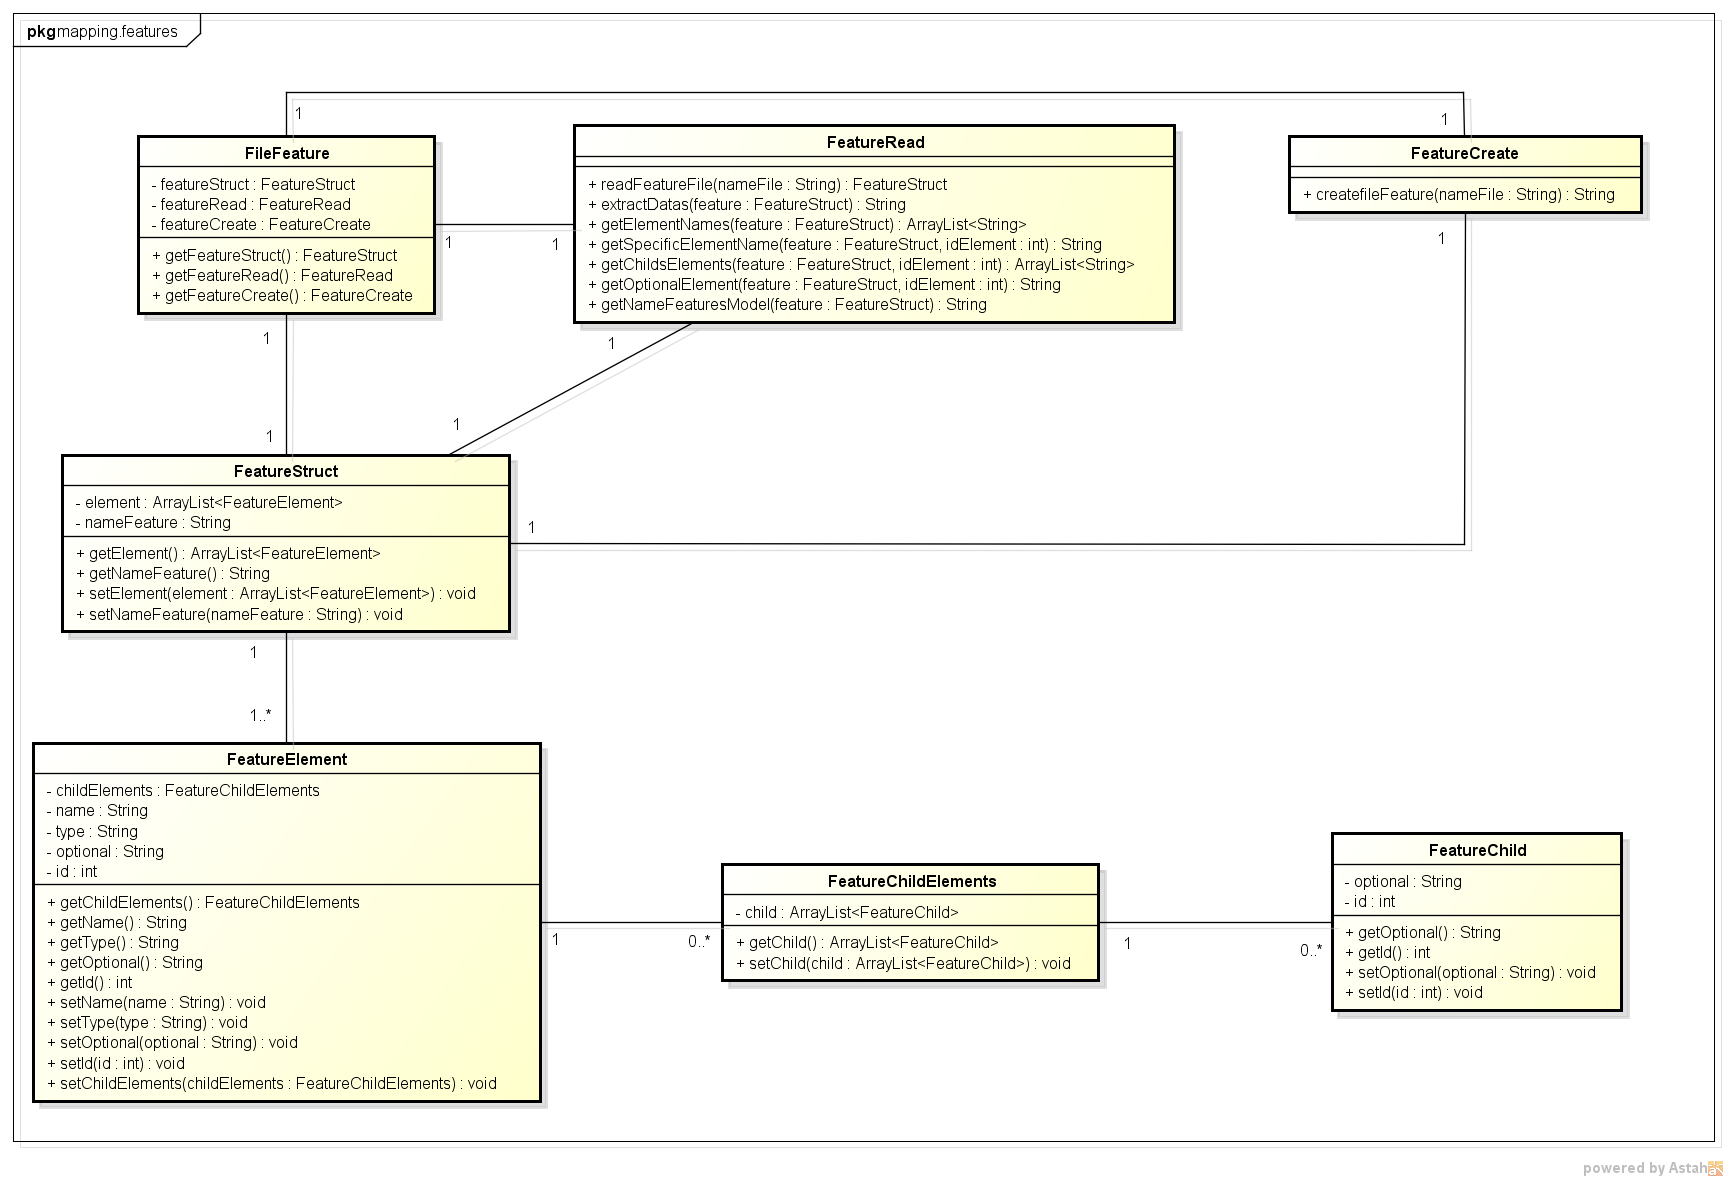 pkg mapping.features
1
1
FileFeature
- featureStruct : FeatureStruct
- featureRead : FeatureRead
- featureCreate : FeatureCreate
+ getFeatureStruct() : FeatureStruct
+ getFeatureRead() : FeatureRead
+ getFeatureCreate() : FeatureCreate
1
1
FeatureRead
+ readFeatureFile(nameFile : String) : FeatureStruct
+ extractDatas(feature : FeatureStruct) : String
+ getElementNames(feature : FeatureStruct) : ArrayList<String>
+ getSpecificElementName(feature : FeatureStruct, idElement : int) : String
+ getChildsElements(feature : FeatureStruct, idElement : int) : ArrayList<String>
+ getOptionalElement(feature : FeatureStruct, idElement : int) : String
+ getNameFeaturesModel(feature : FeatureStruct) : String
FeatureCreate
+ createfileFeature(nameFile : String) : String
1
1
1
1
1
1
FeatureStruct
- element : ArrayList<FeatureElement>
- nameFeature : String
+ getElement() : ArrayList<FeatureElement>
+ getNameFeature() : String
+ setElement(element : ArrayList<FeatureElement>) : void
+ setNameFeature(nameFeature : String) : void
1
1..*
FeatureElement
- childElements : FeatureChildElements
- name : String
- type : String
- optional : String
- id : int
+ getChildElements() : FeatureChildElements
+ getName() : String
+ getType() : String
+ getOptional() : String
+ getId() : int
+ setName(name : String) : void
+ setType(type : String) : void
+ setOptional(optional : String) : void
+ setId(id : int) : void
+ setChildElements(childElements : FeatureChildElements) : void
1
0..*
FeatureChildElements
- child : ArrayList<FeatureChild>
+ getChild() : ArrayList<FeatureChild>
+ setChild(child : ArrayList<FeatureChild>) : void
1
0..*
FeatureChild
- optional : String
- id : int
+ getOptional() : String
+ getId() : int
+ setOptional(optional : String) : void
+ setId(id : int) : void
powered by Astah